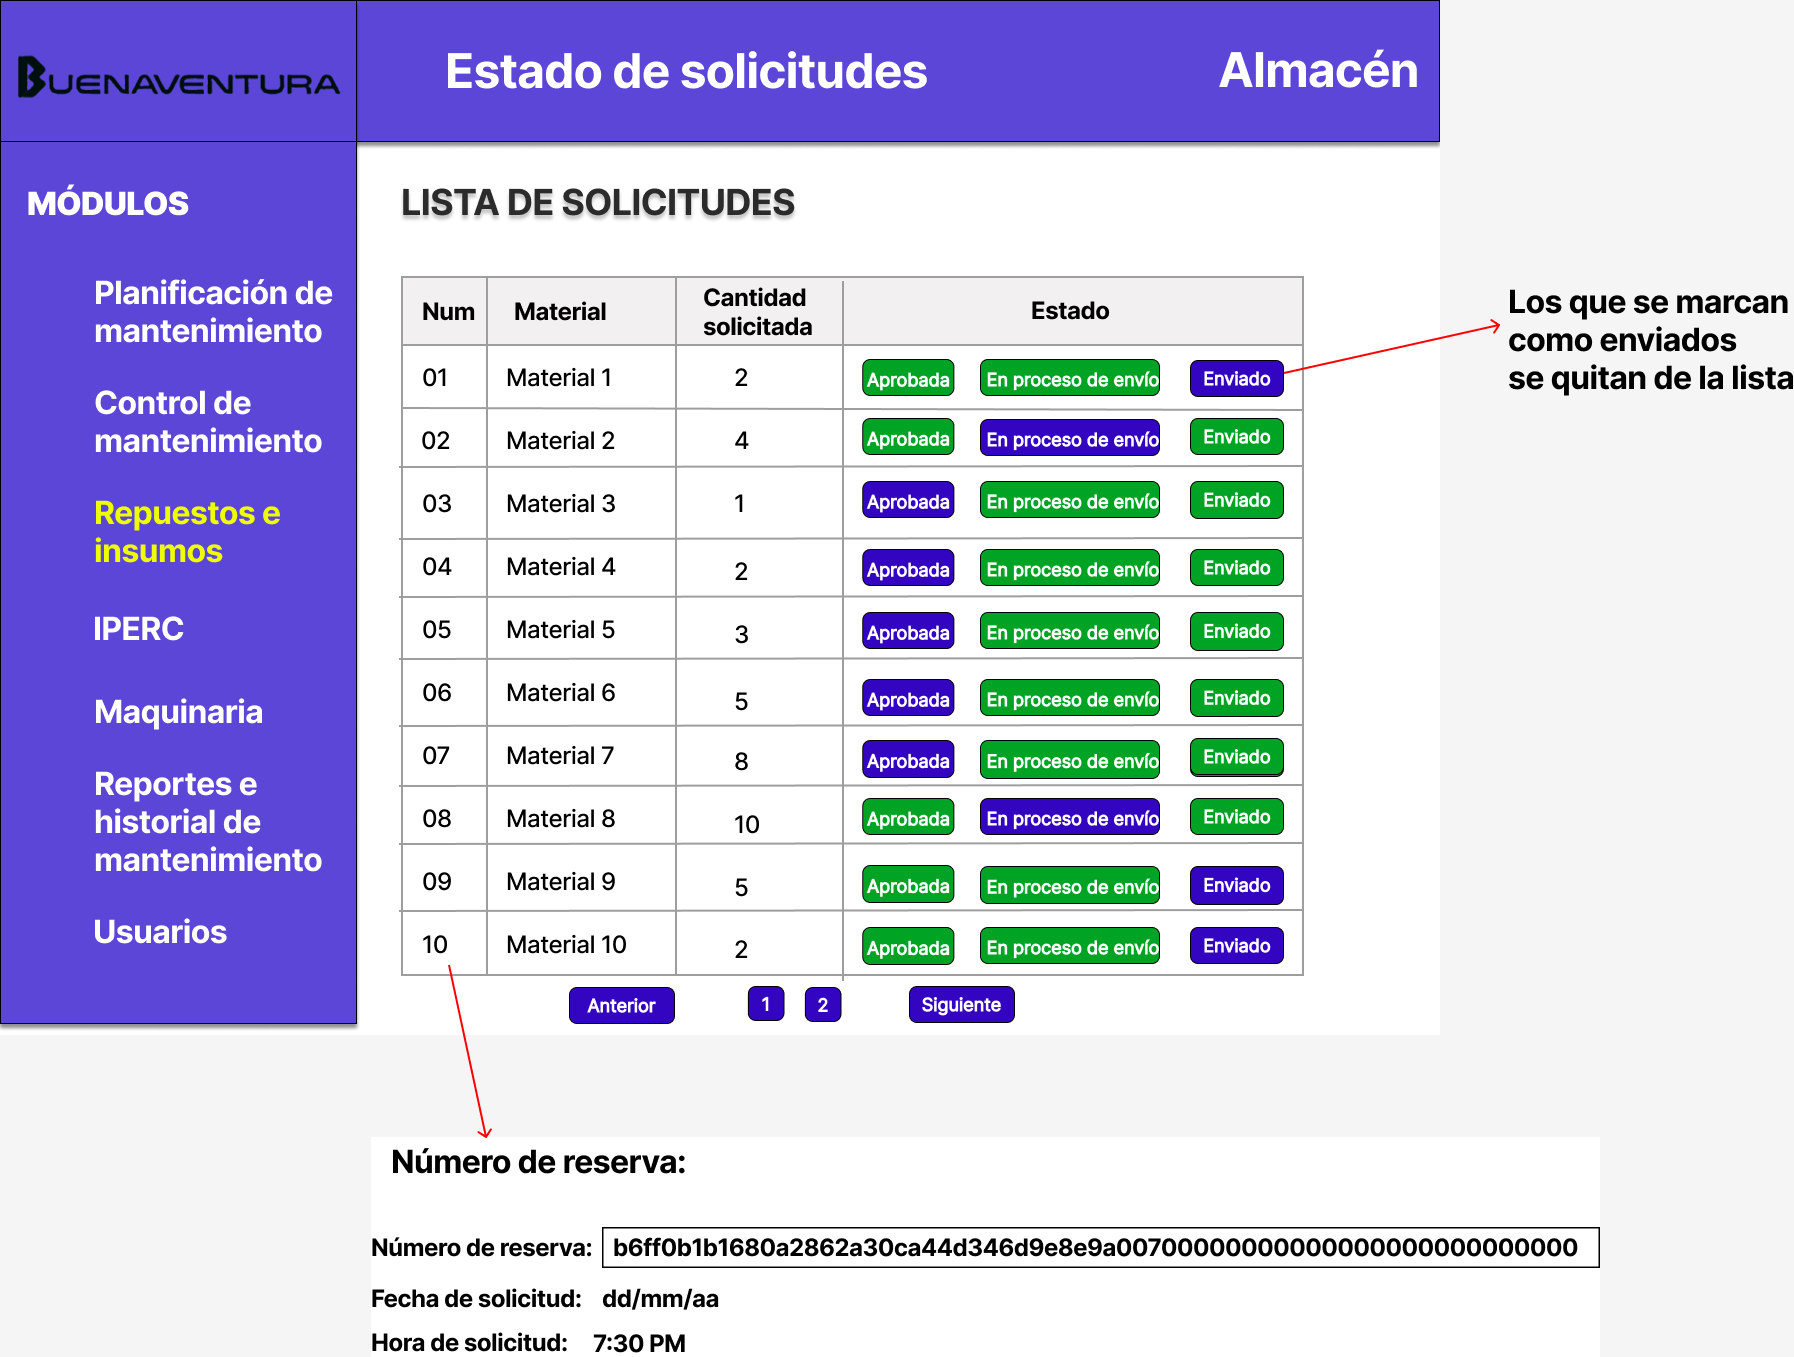 BUENAVENTURA
Estado de solicitudes
Almacén
MÓDULOS
Planificación de
mantenimiento
Control de
mantenimiento
Repuestos e
insumos
IPERC
Maquinaria
Reportes e
historial de
mantenimiento
Usuarios
LISTA DE SOLICITUDES
Num Material Cantidad solicitada Estado
01 Material 1 2 Aprobada En proceso de envío Enviado
02 Material 2 4 Aprobada En proceso de envío Enviado
03 Material 3 1 Aprobada En proceso de envío Enviado
04 Material 4 2 Aprobada En proceso de envío Enviado
05 Material 5 3 Aprobada En proceso de envío Enviado
06 Material 6 5 Aprobada En proceso de envío Enviado
07 Material 7 8 Aprobada En proceso de envío Enviado
08 Material 8 10 Aprobada En proceso de envío Enviado
09 Material 9 5 Aprobada En proceso de envío Enviado
10 Material 10 2 Aprobada En proceso de envío Enviado
Anterior 1 2 Siguiente
Los que se marcan
como enviados
se quitan de la lista
Número de reserva:
Número de reserva: b6ff0b1b1680a2862a30ca44d346d9e8e9a00700000000000000000000000000
Fecha de solicitud: dd/mm/aa
Hora de solicitud: 7:30 PM